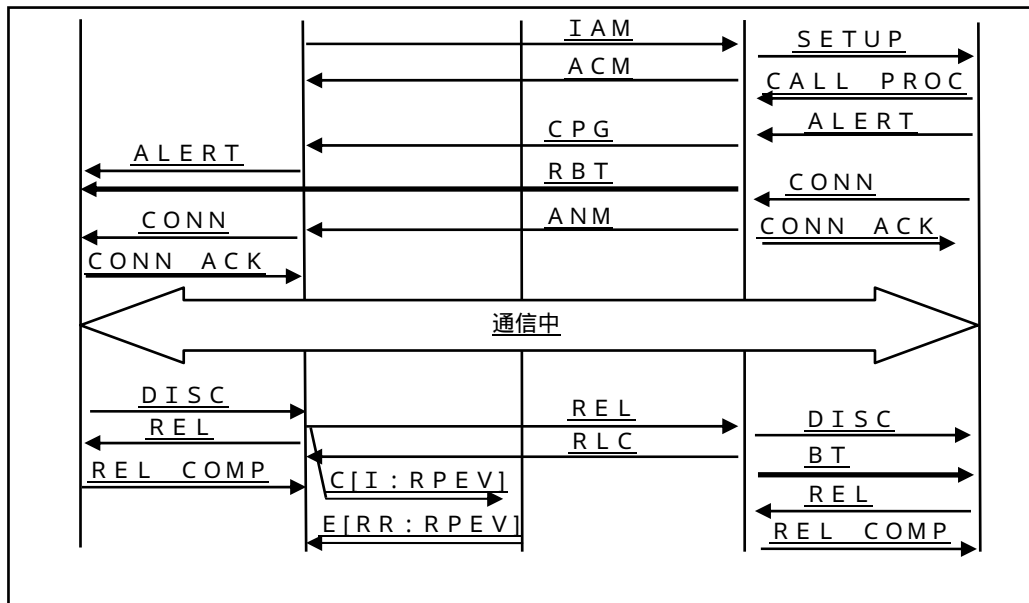 IAM
SETUP
ACM
CALL PROC
CPG
ALERT
ALERT
RBT
CONN
CONN
ANM
CONN ACK
CONN ACK
通信中
DISC
REL
DISC
REL
RLC
BT
REL COMP
C[I:RPEV]
REL
E[RR:RPEV]
REL COMP